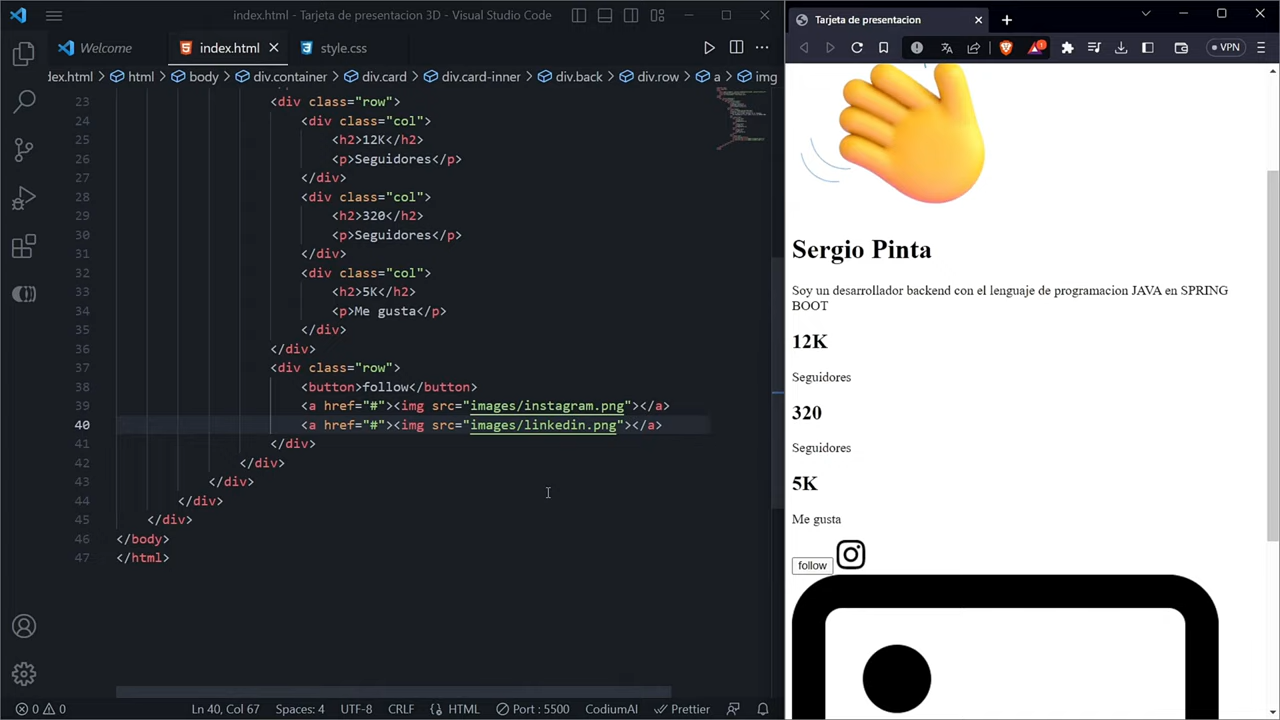 index.html - Tarjeta de presentacion 3D - Visual Studio Code
Welcome
index.html
style.css
dex.html > html > body > div.container > div.card > div.card-inner > div.back > div.row > a > img
23 <div class="row">
24 <div class="col">
25 <h2>12K</h2>
26 <p>Seguidores</p>
27 </div>
28 <div class="col">
29 <h2>320</h2>
30 <p>Seguidores</p>
31 </div>
32 <div class="col">
33 <h2>5K</h2>
34 <p>Me gusta</p>
35 </div>
36 </div>
37 <div class="row">
38 <button>follow</button>
39 <a href="#"><img src="images/instagram.png"></a>
40 <a href="#"><img src="images/linkedin.png"></a>
41 </div>
42 </div>
43 </div>
44 </div>
45 </div>
46 </body>
47 </html>
0 0 Ln 40, Col 67 Spaces: 4 UTF-8 CRLF HTML Port : 5500 CodiumAI Prettier
Tarjeta de presentacion
1
VPN
Sergio Pinta
Soy un desarrollador backend con el lenguaje de programacion JAVA en SPRING
BOOT
12K
Seguidores
320
Seguidores
5K
Me gusta
follow